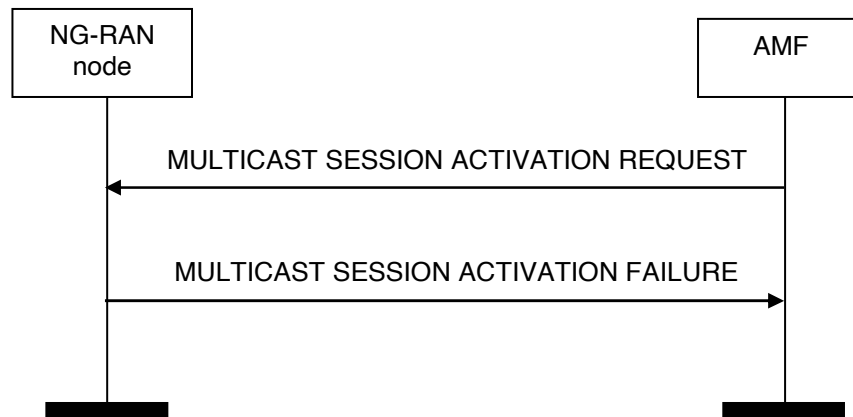 NG-RAN
node
AMF
MULTICAST SESSION ACTIVATION REQUEST
MULTICAST SESSION ACTIVATION FAILURE